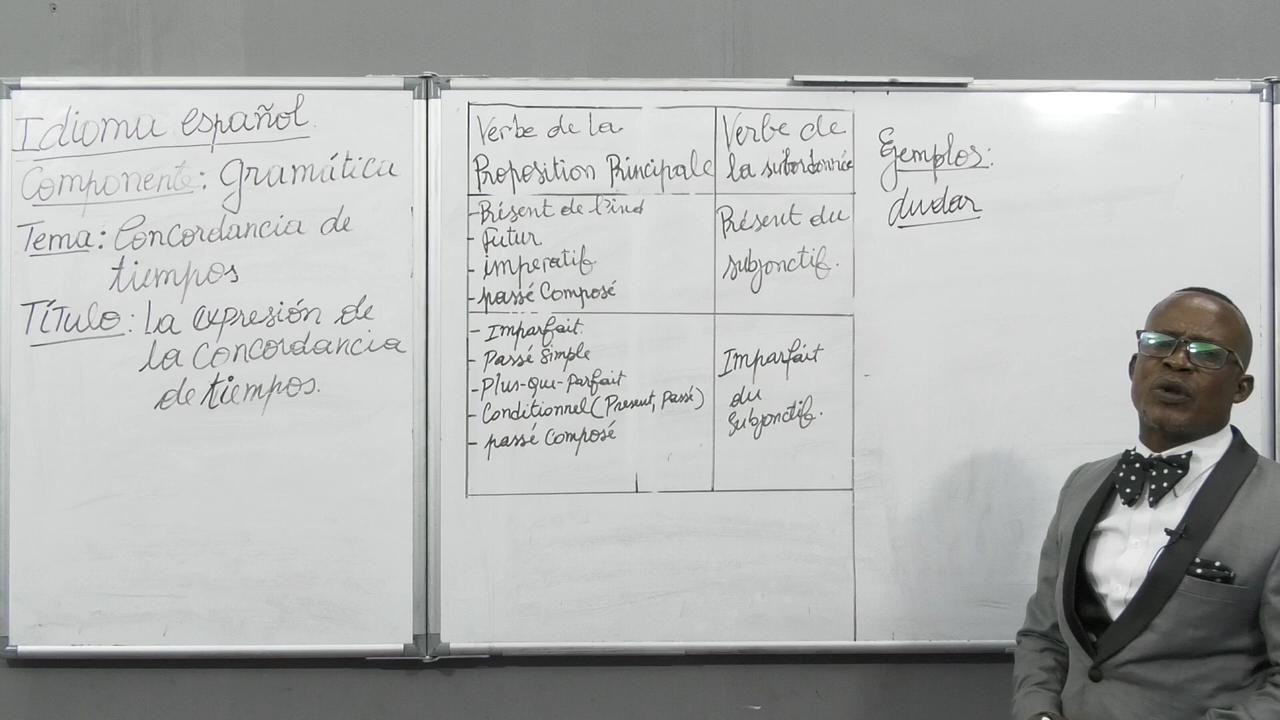 Idioma español
Componente: Gramática
Tema: Concordancia de
tiempos
Título: La expresión de
la concordancia
de tiempos.
Verbe de la
Proposition Principale
Verbe de
la subordonnée
- Présent de l'ind
- Futur
- imperatif
- passé Composé
Présent du
subjonctif.
- Imparfait
- Passé Simple
- Plus-Que-Parfait
- Conditionnel (Present, Passé)
- passé Composé
Imparfait
du
Subjonctif.
Ejemplos:
dudar